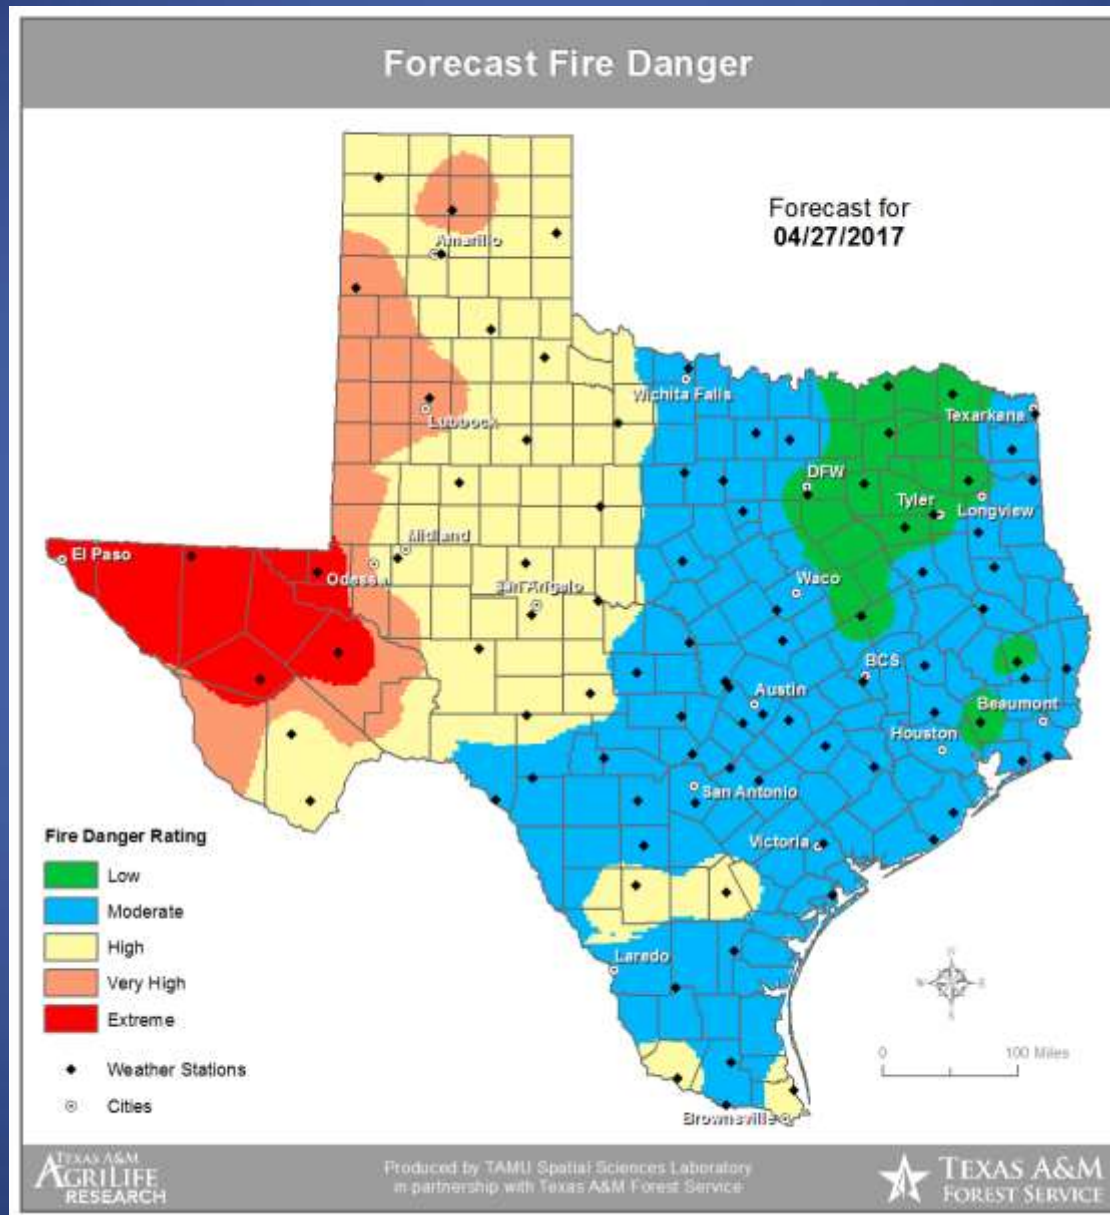 Forecast Fire Danger
Forecast for
04/27/2017
Amarillo
Wichita Falls
Lubbock
Texarkana
DFW
Tyler
Longview
El Paso
Midland
Odessa
San Angelo
Waco
BCS
Austin
Beaumont
Houston
San Antonio
Victoria
Laredo
Brownsville
Fire Danger Rating
Low
Moderate
High
Very High
Extreme
Weather Stations
Cities
N
W
E
S
0 100 Miles
TEXAS A&M
AGRILIFE
RESEARCH
Produced by TAMU Spatial Sciences Laboratory
in partnership with Texas A&M Forest Service
TEXAS A&M
FOREST SERVICE